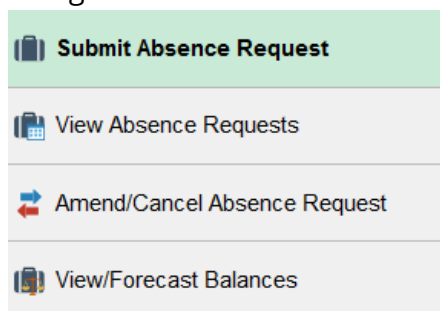 Submit Absence Request
View Absence Requests
Amend/Cancel Absence Request
View/Forecast Balances